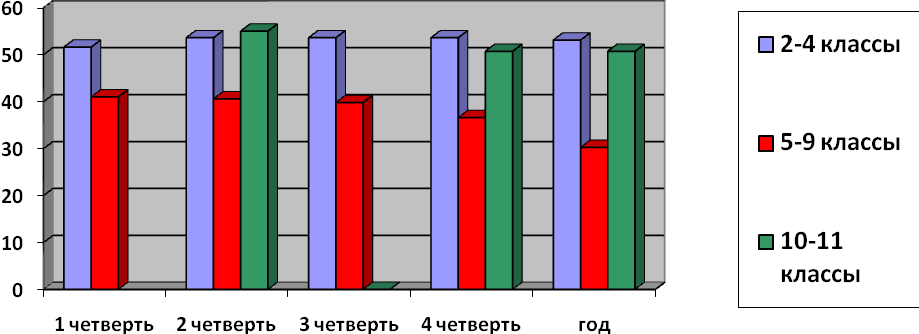 60
50
40
30
20
10
0
1 четверть
2 четверть
3 четверть
4 четверть
год
2-4 классы
5-9 классы
10-11
классы